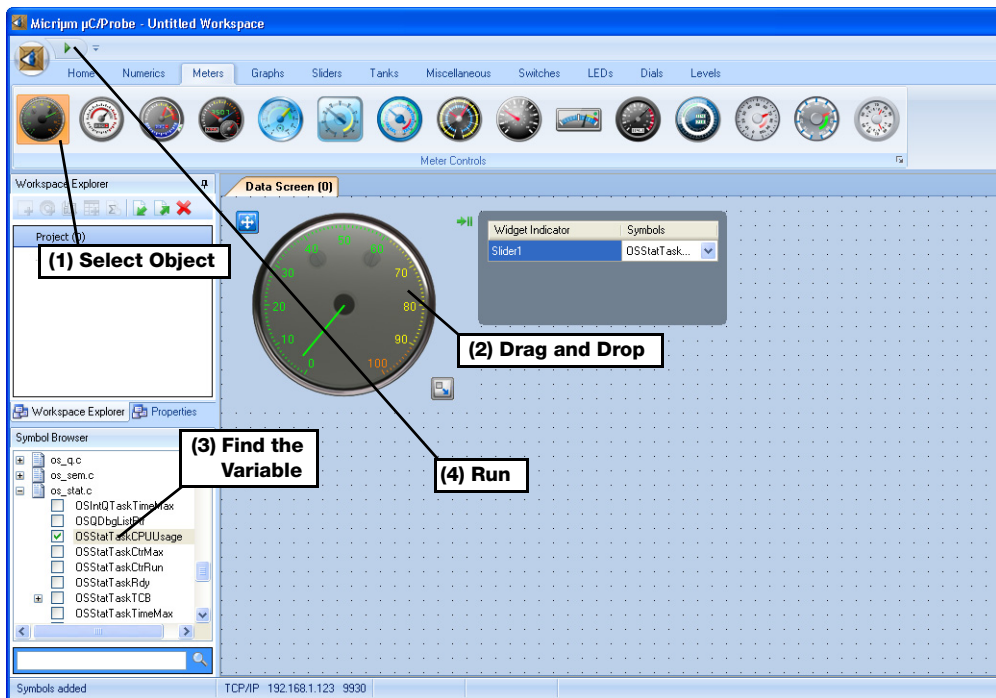 Micriµm µC/Probe - Untitled Workspace
Home Numerics Meters Graphs Sliders Tanks Miscellaneous Switches LEDs Dials Levels
Meter Controls
Workspace Explorer
Data Screen (0)
Project (0)
(1) Select Object
Widget Indicator Symbols
Slider1 OSStatTask...
0 10 20 30 40 50 60 70 80 90 100
(2) Drag and Drop
Workspace Explorer Properties
Symbol Browser
(3) Find the
Variable
(4) Run
os_q.c
os_sem.c
os_stat.c
OSIntQTaskTimeMax
OSQDbgListPtr
OSStatTaskCPUUsage
OSStatTaskCtrMax
OSStatTaskCtrRun
OSStatTaskRdy
OSStatTaskTCB
OSStatTaskTimeMax
Symbols added
TCP/IP 192.168.1.123 9930